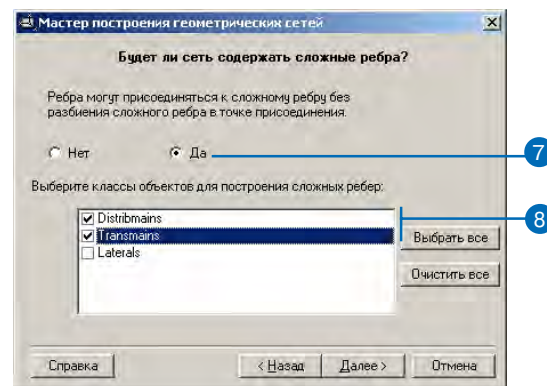 Мастер построения геометрических сетей
Будет ли сеть содержать сложные ребра?
Ребра могут присоединяться к сложному ребру без
разбиения сложного ребра в точке присоединения.
Нет
Да
7
Выберите классы объектов для построения сложных ребер:
8
Distribmains
Transmains
Laterals
Выбрать все
Очистить все
Справка
< Назад
Далее >
Отмена